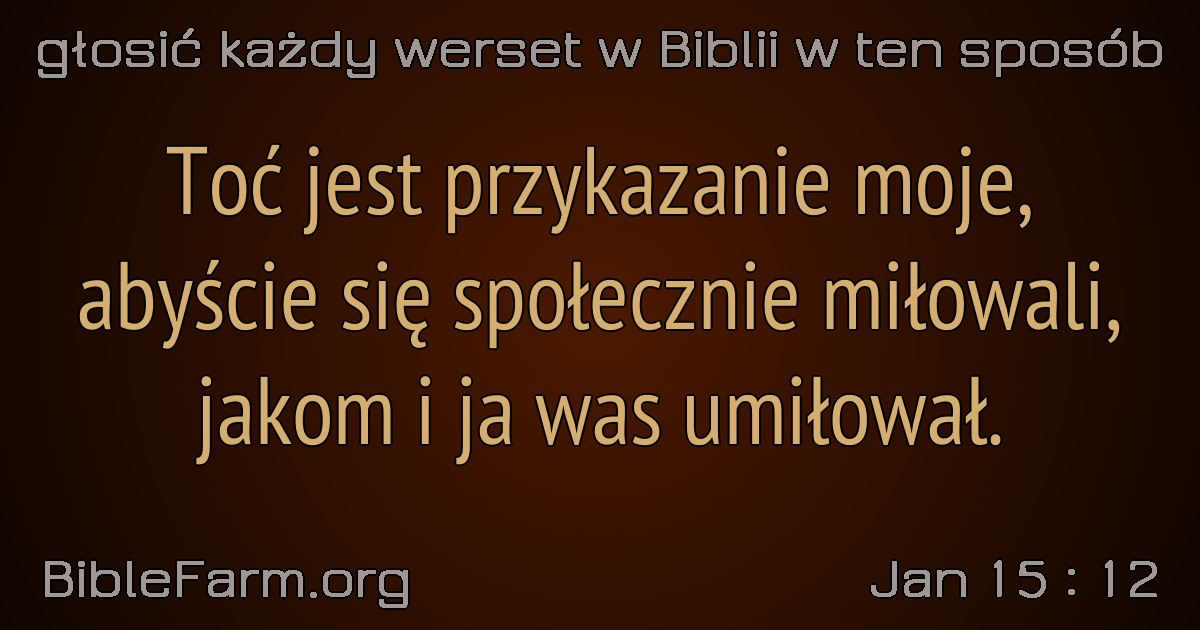 głosić każdy werset w Biblii w ten sposób
Toć jest przykazanie moje,
abyście się społecznie miłowali,
jakom i ja was umiłował.
BibleFarm.org
Jan 15 : 12